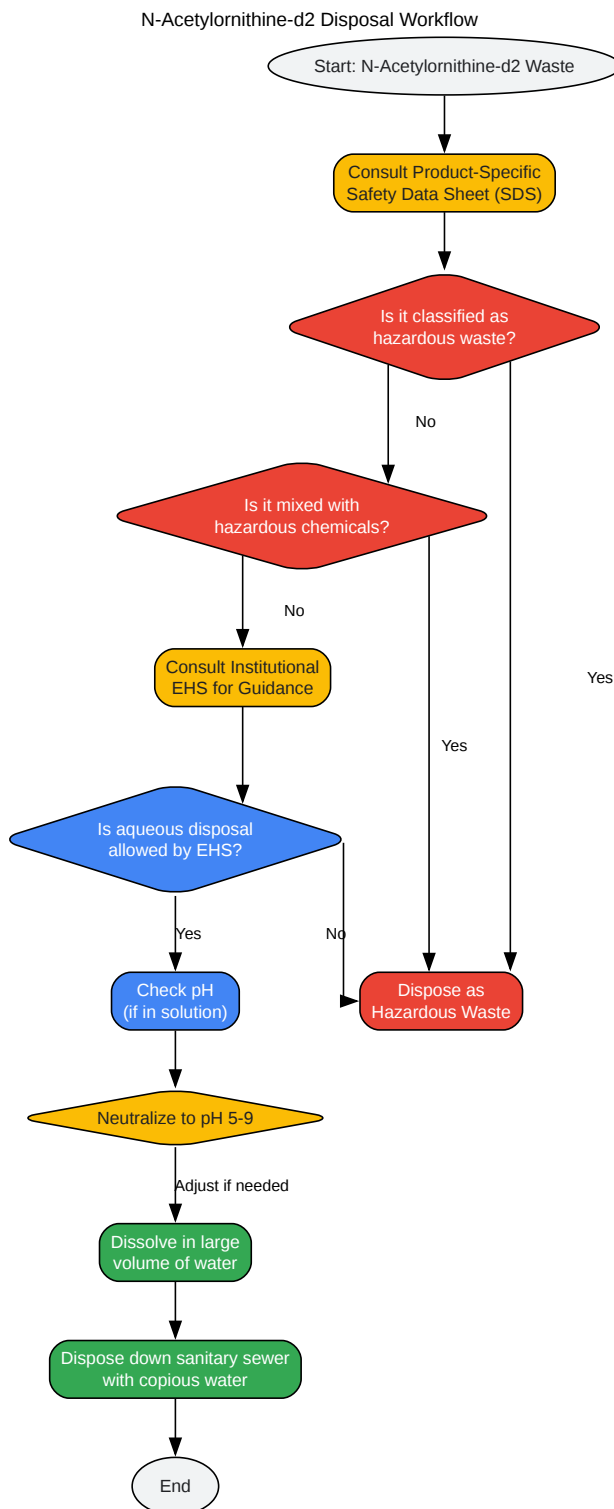 N-Acetylornithine-d2 Disposal Workflow
Start: N-Acetylornithine-d2 Waste
Consult Product-Specific
Safety Data Sheet (SDS)
Is it classified as
hazardous waste?
No
Is it mixed with
hazardous chemicals?
No
Consult Institutional
EHS for Guidance
Yes
Yes
Is aqueous disposal
allowed by EHS?
Yes
No
Check pH
(if in solution)
Dispose as
Hazardous Waste
Neutralize to pH 5-9
Adjust if needed
Dissolve in large
volume of water
Dispose down sanitary sewer
with copious water
End